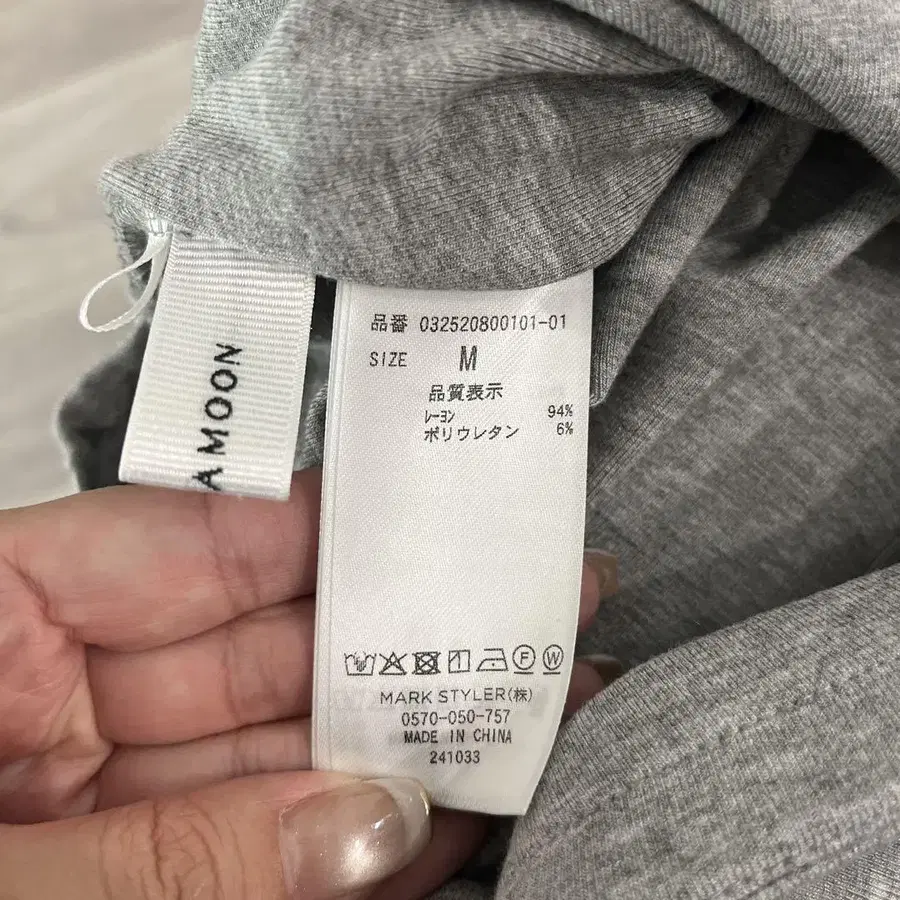 A MOON
品番 032520800101-01
SIZE M
品質表示
レーヨン 94%
ポリウレタン 6%
F W
MARK STYLER(株)
0570-050-757
MADE IN CHINA
241033